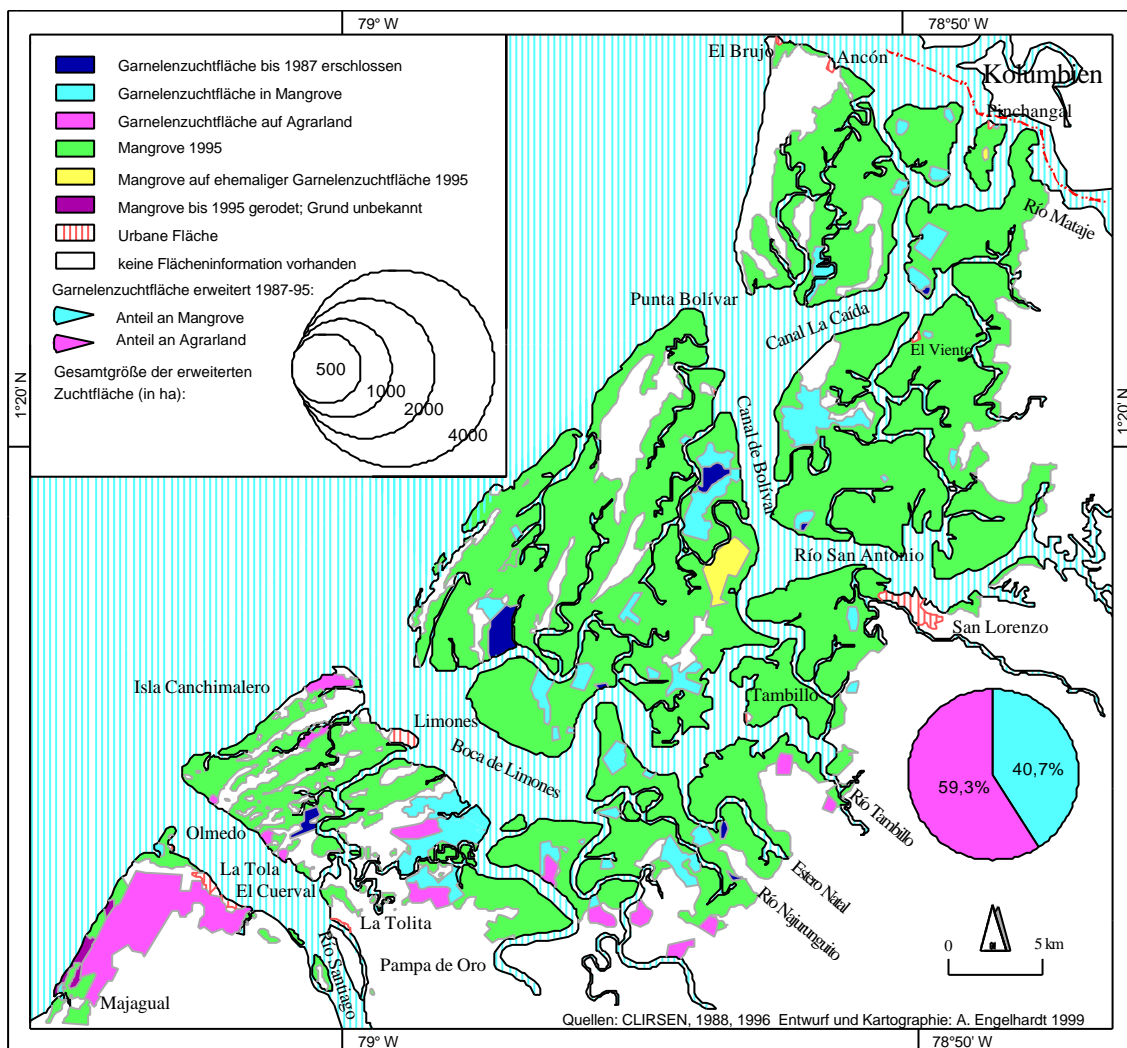 79° W
78°50' W
Garnelenzuchtfläche bis 1987 erschlossen
Garnelenzuchtfläche in Mangrove
Garnelenzuchtfläche auf Agrarland
Mangrove 1995
Mangrove auf ehemaliger Garnelenzuchtfläche 1995
Mangrove bis 1995 gerodet; Grund unbekannt
Urbane Fläche
keine Flächeninformation vorhanden
Garnelenzuchtfläche erweitert 1987-95:
Anteil an Mangrove
Anteil an Agrarland
Gesamtgröße der erweiterten
Zuchtfläche (in ha):
500
1000
2000
4000
El Brujo
Ancón
Kolumbien
Pinchangal
Río Mataje
Punta Bolívar
Canal La Caída
El Viento
1°20' N
1°20' N
Canal de Bolívar
Río San Antonio
San Lorenzo
Isla Canchimalero
Tambillo
Limones
Boca de Limones
59,3%
40,7%
Río Tambillo
Olmedo
La Tola
El Cuerval
Estero Natal
Río Najurunguito
La Tolita
Río Santiago
Pampa de Oro
Majagual
0
5 km
Quellen: CLIRSEN, 1988, 1996 Entwurf und Kartographie: A. Engelhardt 1999
79° W
78°50' W